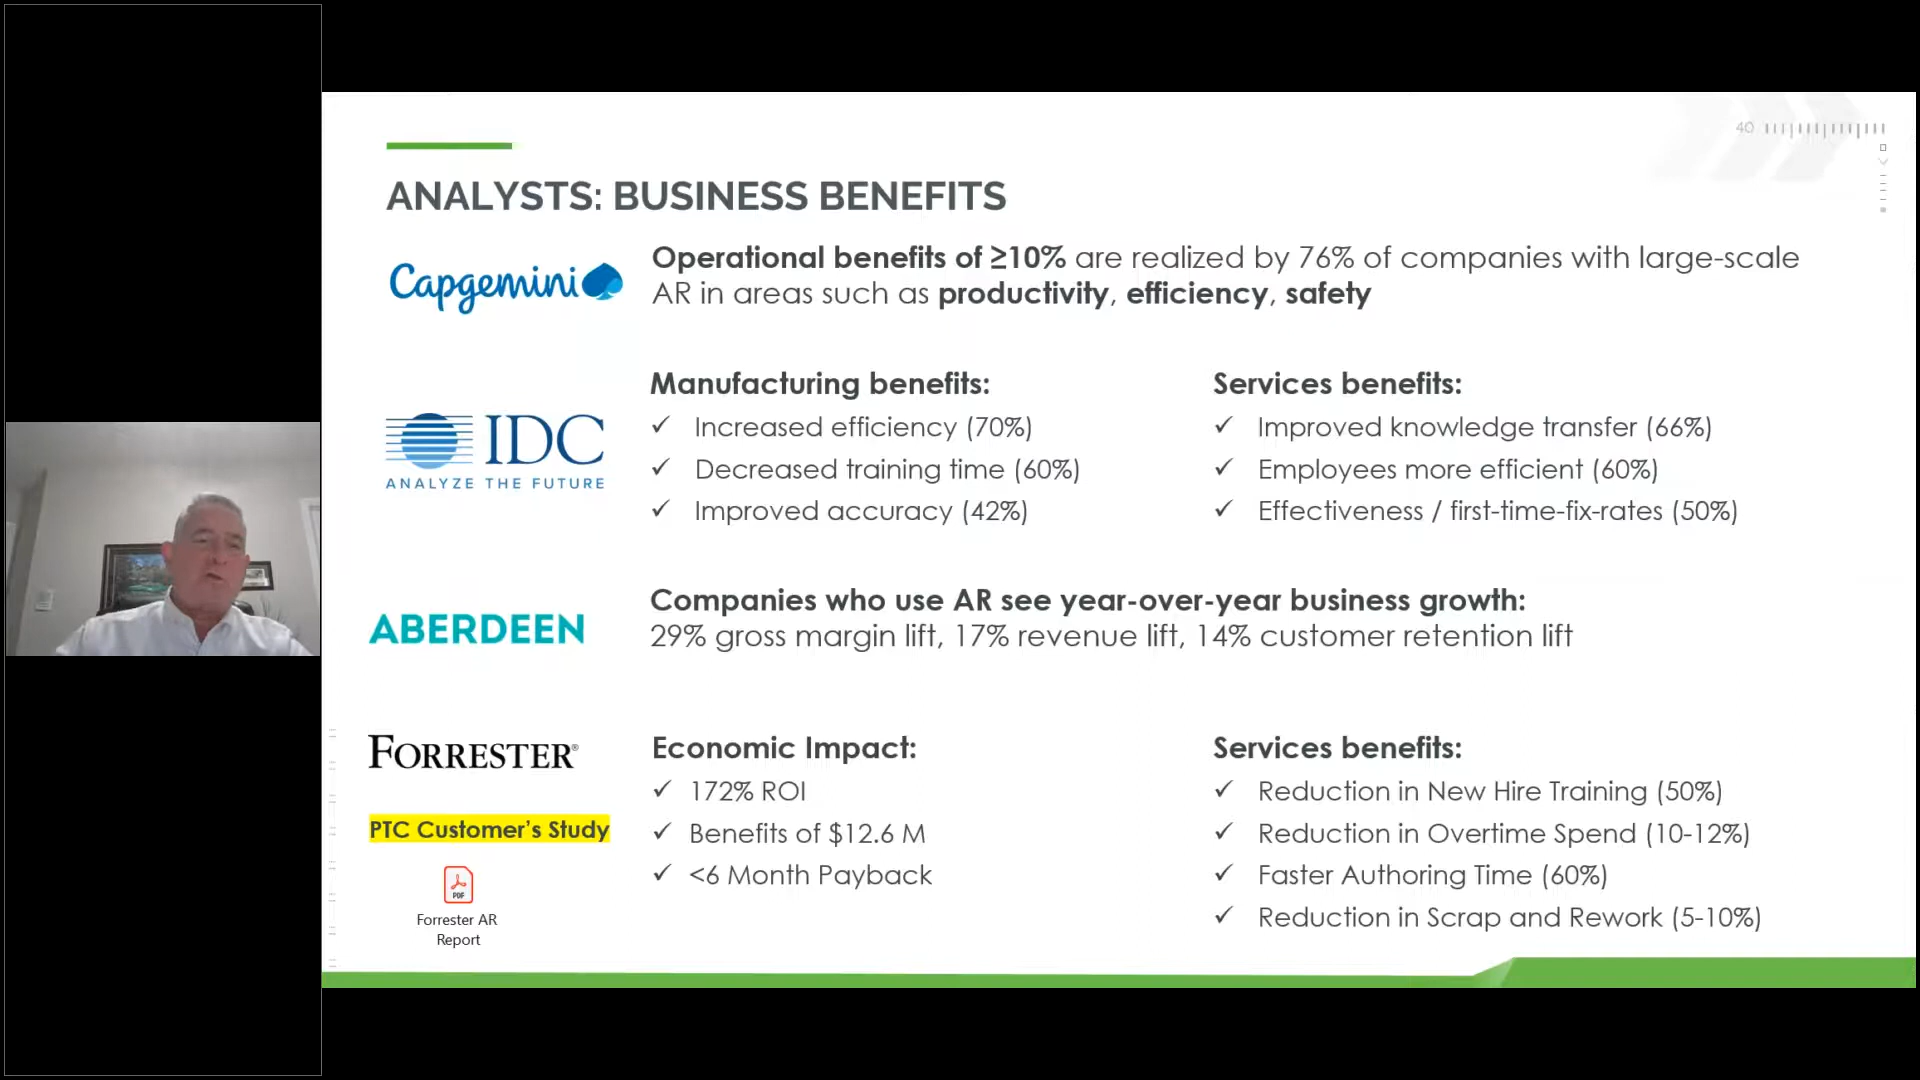 40
ANALYSTS: BUSINESS BENEFITS
Capgemini
Operational benefits of ≥10% are realized by 76% of companies with large-scale
AR in areas such as productivity, efficiency, safety
IDC
ANALYZE THE FUTURE
Manufacturing benefits:
✓ Increased efficiency (70%)
✓ Decreased training time (60%)
✓ Improved accuracy (42%)
Services benefits:
✓ Improved knowledge transfer (66%)
✓ Employees more efficient (60%)
✓ Effectiveness / first-time-fix-rates (50%)
ABERDEEN
Companies who use AR see year-over-year business growth:
29% gross margin lift, 17% revenue lift, 14% customer retention lift
FORRESTER®
PTC Customer’s Study
PDF
Forrester AR
Report
Economic Impact:
✓ 172% ROI
✓ Benefits of $12.6 M
✓ <6 Month Payback
Services benefits:
✓ Reduction in New Hire Training (50%)
✓ Reduction in Overtime Spend (10-12%)
✓ Faster Authoring Time (60%)
✓ Reduction in Scrap and Rework (5-10%)